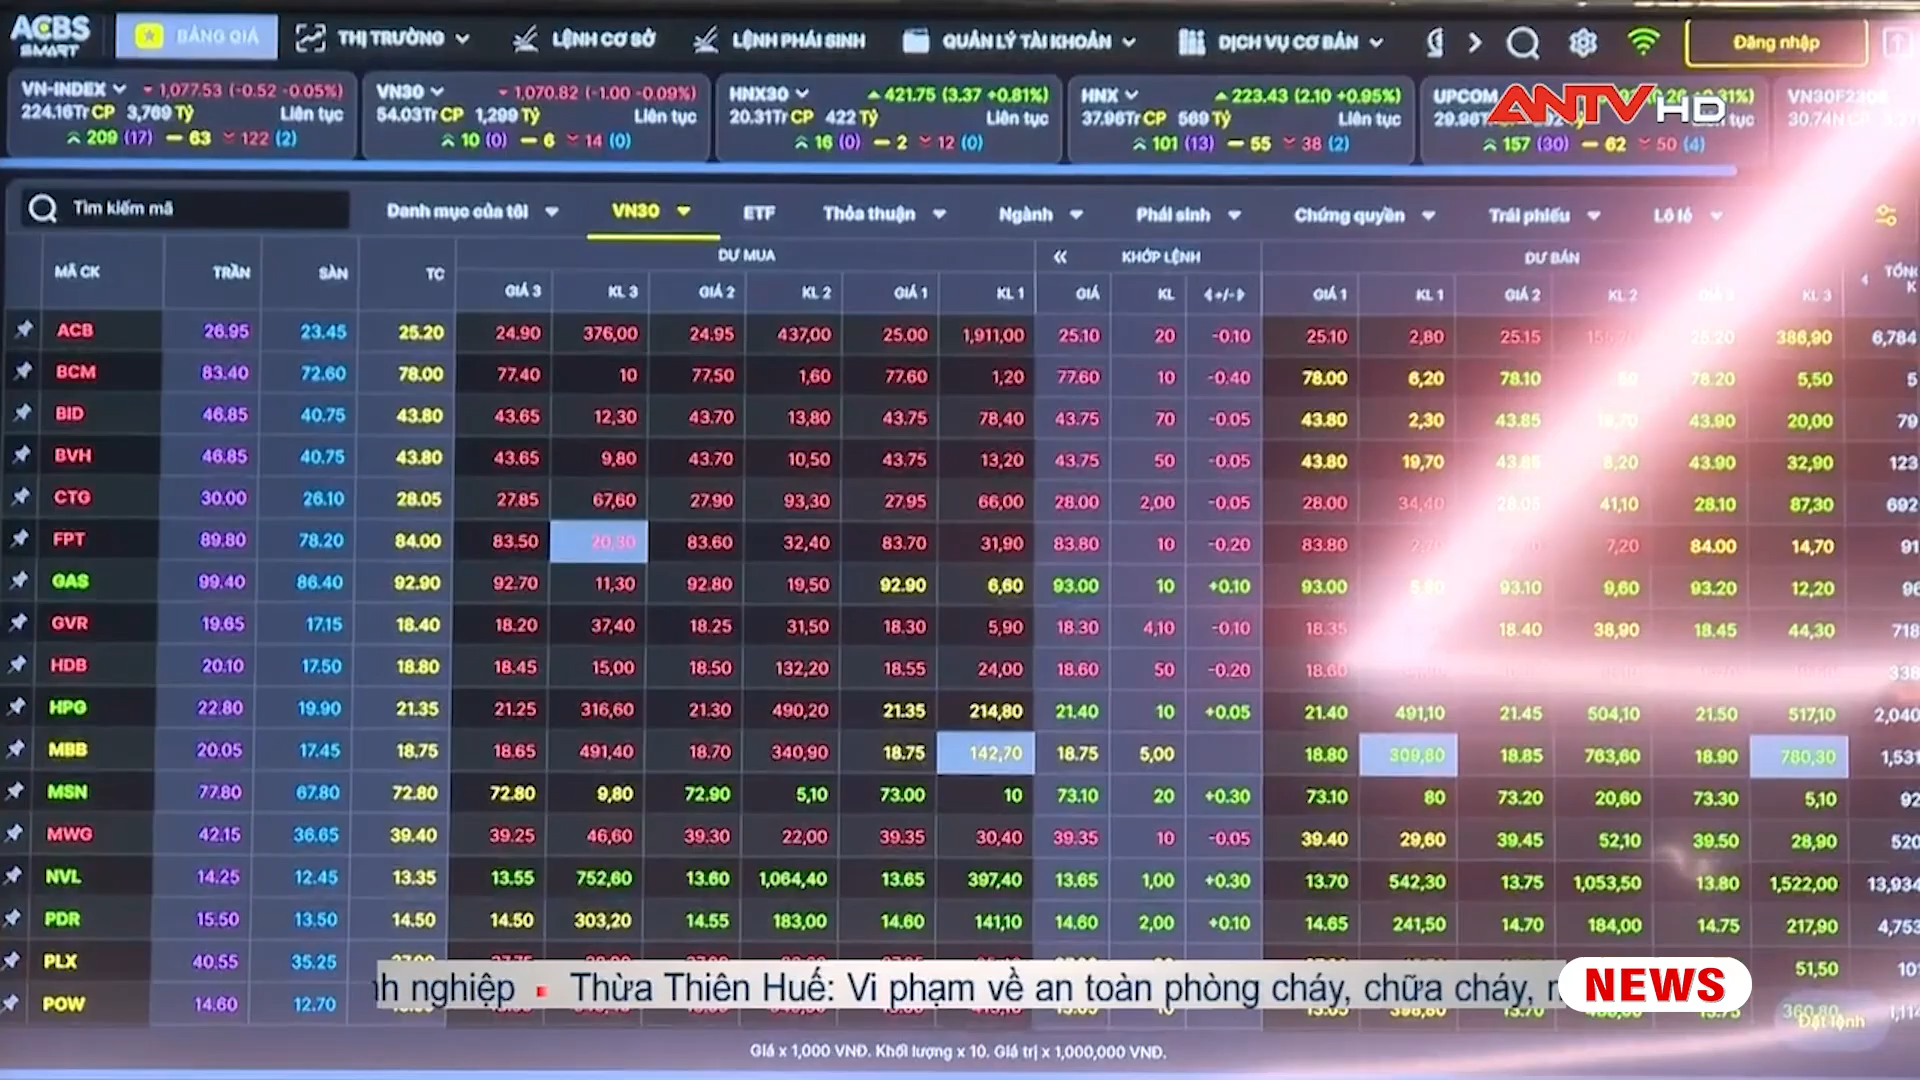 ACBS SMART BẢNG GIÁ THỊ TRƯỜNG LỆNH CƠ SỞ LỆNH PHÁI SINH QUẢN LÝ TÀI KHOẢN DỊCH VỤ CƠ BẢN Đăng nhập
VN-INDEX 1,077.53 (-0.52 -0.05%) VN30 1,070.82 (-1.00 -0.09%) HNX30 421.75 (3.37 +0.81%) HNX 223.43 (2.10 +0.95%) UPCOM VN30F2306
ANTV HD
224.16Tr CP 3,769 Tỷ Liên tục 54.03Tr CP 1,299 Tỷ Liên tục 20.31Tr CP 422 Tỷ Liên tục 37.96Tr CP 569 Tỷ Liên tục
209 (17) 63 122 (2) 10 (0) 6 14 (0) 16 (0) 2 12 (0) 101 (13) 55 38 (2) 157 (30) 62 50 (4)
Tìm kiếm mã Danh mục của tôi VN30 ETF Thỏa thuận Ngành Phái sinh Chứng quyền Trái phiếu Lô lẻ
MÃ CK TRẦN SÀN TC DƯ MUA KHỚP LỆNH DƯ BÁN
GIÁ 3 KL 3 GIÁ 2 KL 2 GIÁ 1 KL 1 GIÁ KL +/- GIÁ 1 KL 1 GIÁ 2 KL 2 KL 3
ACB 26.95 23.45 25.20 24.90 376,00 24.95 437,00 25.00 1,911,00 25.10 20 -0.10 25.10 2,80 25.15 25.20 386,90 6,784
BCM 83.40 72.60 78.00 77.40 10 77.50 1,60 77.60 1,20 77.60 10 -0.40 78.00 6,20 78.10 78.20 5,50
BID 46.85 40.75 43.80 43.65 12,30 43.70 13,80 43.75 78,40 43.75 70 -0.05 43.80 2,30 43.85 43.90 20,00
BVH 46.85 40.75 43.80 43.65 9,80 43.70 10,50 43.75 13,20 43.75 50 -0.05 43.80 19,70 43.85 8,20 43.90 32,90
CTG 30.00 26.10 28.05 27.85 67,60 27.90 93,30 27.95 66,00 28.00 2,00 -0.05 28.00 34,40 28.05 41,10 28.10 87,30
FPT 89.80 78.20 84.00 83.50 20,30 83.60 32,40 83.70 31,90 83.80 10 -0.20 83.80 7,20 84.00 14,70
GAS 99.40 86.40 92.90 92.70 11,30 92.80 19,50 92.90 6,60 93.00 10 +0.10 93.00 93.10 9,60 93.20 12,20
GVR 19.65 17.15 18.40 18.20 37,40 18.25 31,50 18.30 5,90 18.30 4,10 -0.10 18.35 18.40 38,90 18.45 44,30
HDB 20.10 17.50 18.80 18.45 15,00 18.50 132,20 18.55 24,00 18.60 50 -0.20 18.60
HPG 22.80 19.90 21.35 21.25 316,60 21.30 490,20 21.35 214,80 21.40 10 +0.05 21.40 491,10 21.45 504,10 21.50 517,10 2,040
MBB 20.05 17.45 18.75 18.65 491,40 18.70 340,90 18.75 142,70 18.75 5,00 18.80 309,60 18.85 763,60 18.90 780,30 1,531
MSN 77.80 67.80 72.80 72.80 9,80 72.90 5,10 73.00 10 73.10 20 +0.30 73.10 80 73.20 20,60 73.30 5,10
MWG 42.15 36.65 39.40 39.25 46,60 39.30 22,00 39.35 30,40 39.35 10 -0.05 39.40 29,60 39.45 52,10 39.50 28,90
NVL 14.25 12.45 13.35 13.55 752,60 13.60 1,064,40 13.65 397,40 13.65 1,00 +0.30 13.70 542,30 13.75 1,053,50 13.80 1,522,00 13,934
PDR 15.50 13.50 14.50 14.50 303,20 14.55 183,00 14.60 141,10 14.60 2,00 +0.10 14.65 241,50 14.70 184,00 14.75 217,90 4,753
PLX 40.55 35.25 51,50
nghiệp ▪ Thừa Thiên Huế: Vi phạm về an toàn phòng cháy, chữa cháy, NEWS
POW 14.60 12.70 Đặt lệnh
Giá x 1,000 VNĐ. Khối lượng x 10. Giá trị x 1,000,000 VNĐ.